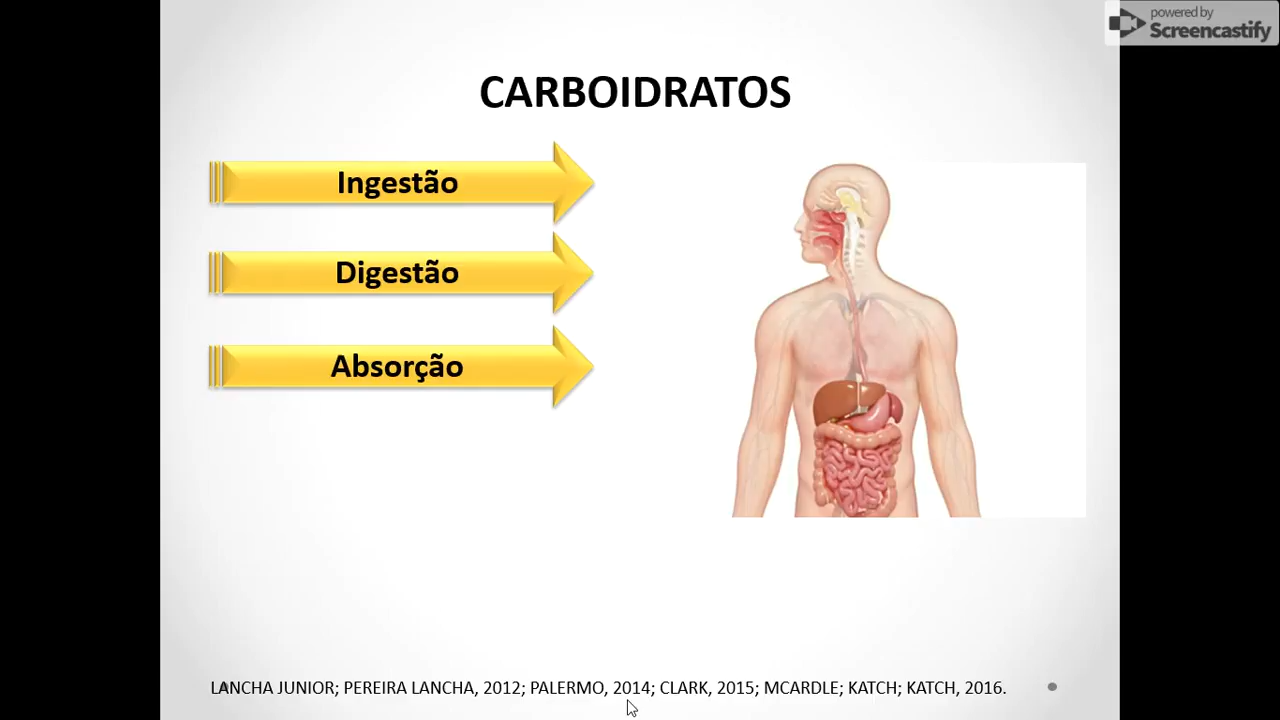 powered by
Screencastify
CARBOIDRATOS
Ingestão
Digestão
Absorção
LANCHA JUNIOR; PEREIRA LANCHA, 2012; PALERMO, 2014; CLARK, 2015; MCARDLE; KATCH; KATCH, 2016.